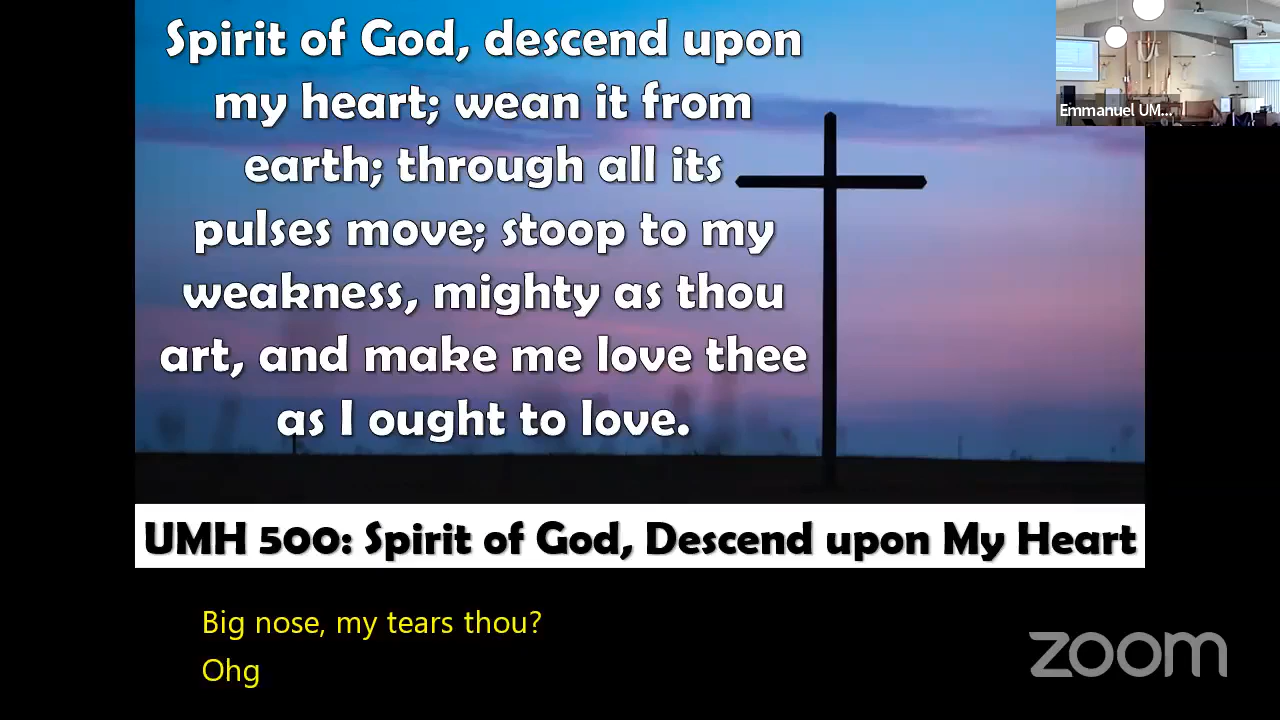 Spirit of God, descend upon
my heart; wean it from
earth; through all its
pulses move; stoop to my
weakness, mighty as thou
art, and make me love thee
as I ought to love.
Emmanuel UM...
UMH 500: Spirit of God, Descend upon My Heart
Big nose, my tears thou?
Ohg
zoom